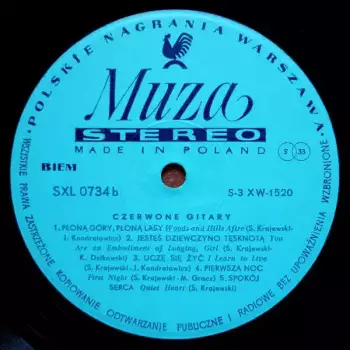 · POLSKIE NAGRANIA WARSZAWA ·
Muza
STEREO
MADE IN POLAND
S 33
BIEM
SXL 0734b
S-3 XW-1520
CZERWONE GITARY
1. PŁONĄ GÓRY, PŁONĄ LASY Woods and Hills Afire (S. Krajewski-
J. Kondratowicz) 2. JESTEŚ DZIEWCZYNO TĘSKNOTĄ You
Are an Embodiment of Longing, Girl (S. Krajewski-
K. Dzikowski) 3. UCZĘ SIĘ ŻYĆ I Learn to Live
(S. Krajewski-J. Kondratowicz) 4. PIERWSZA NOC
First Night (S. Krajewski-M. Gracz) 5. SPOKÓJ
SERCA Quiet Heart (S. Krajewski)
WSZYSTKIE PRAWA ZASTRZEŻONE KOPIOWANIE ODTWARZANIE PUBLICZNE I RADIOWE BEZ UPOWAŻNIENIA WZBRONIONE